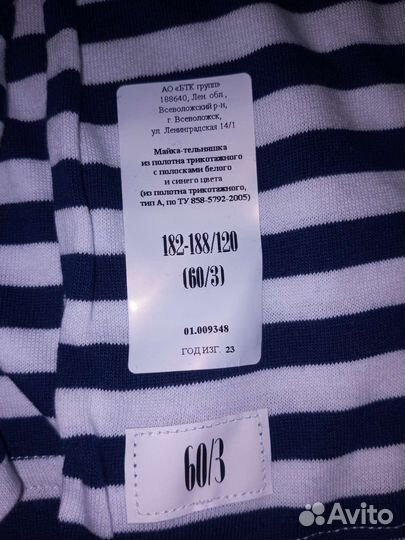 АО «БТК групп»
188640, Лен. обл.,
Всеволожский р-н,
г. Всеволожск,
ул. Ленинградская 14/1
Майка-тельняшка
из полотна трикотажного
с полосками белого
и синего цвета
(из полотна трикотажного,
тип А, по ТУ 858-5792-2005)
182-188/120
(60/3)
01.009348
ГОД ИЗГ. 23
60/3
Avito